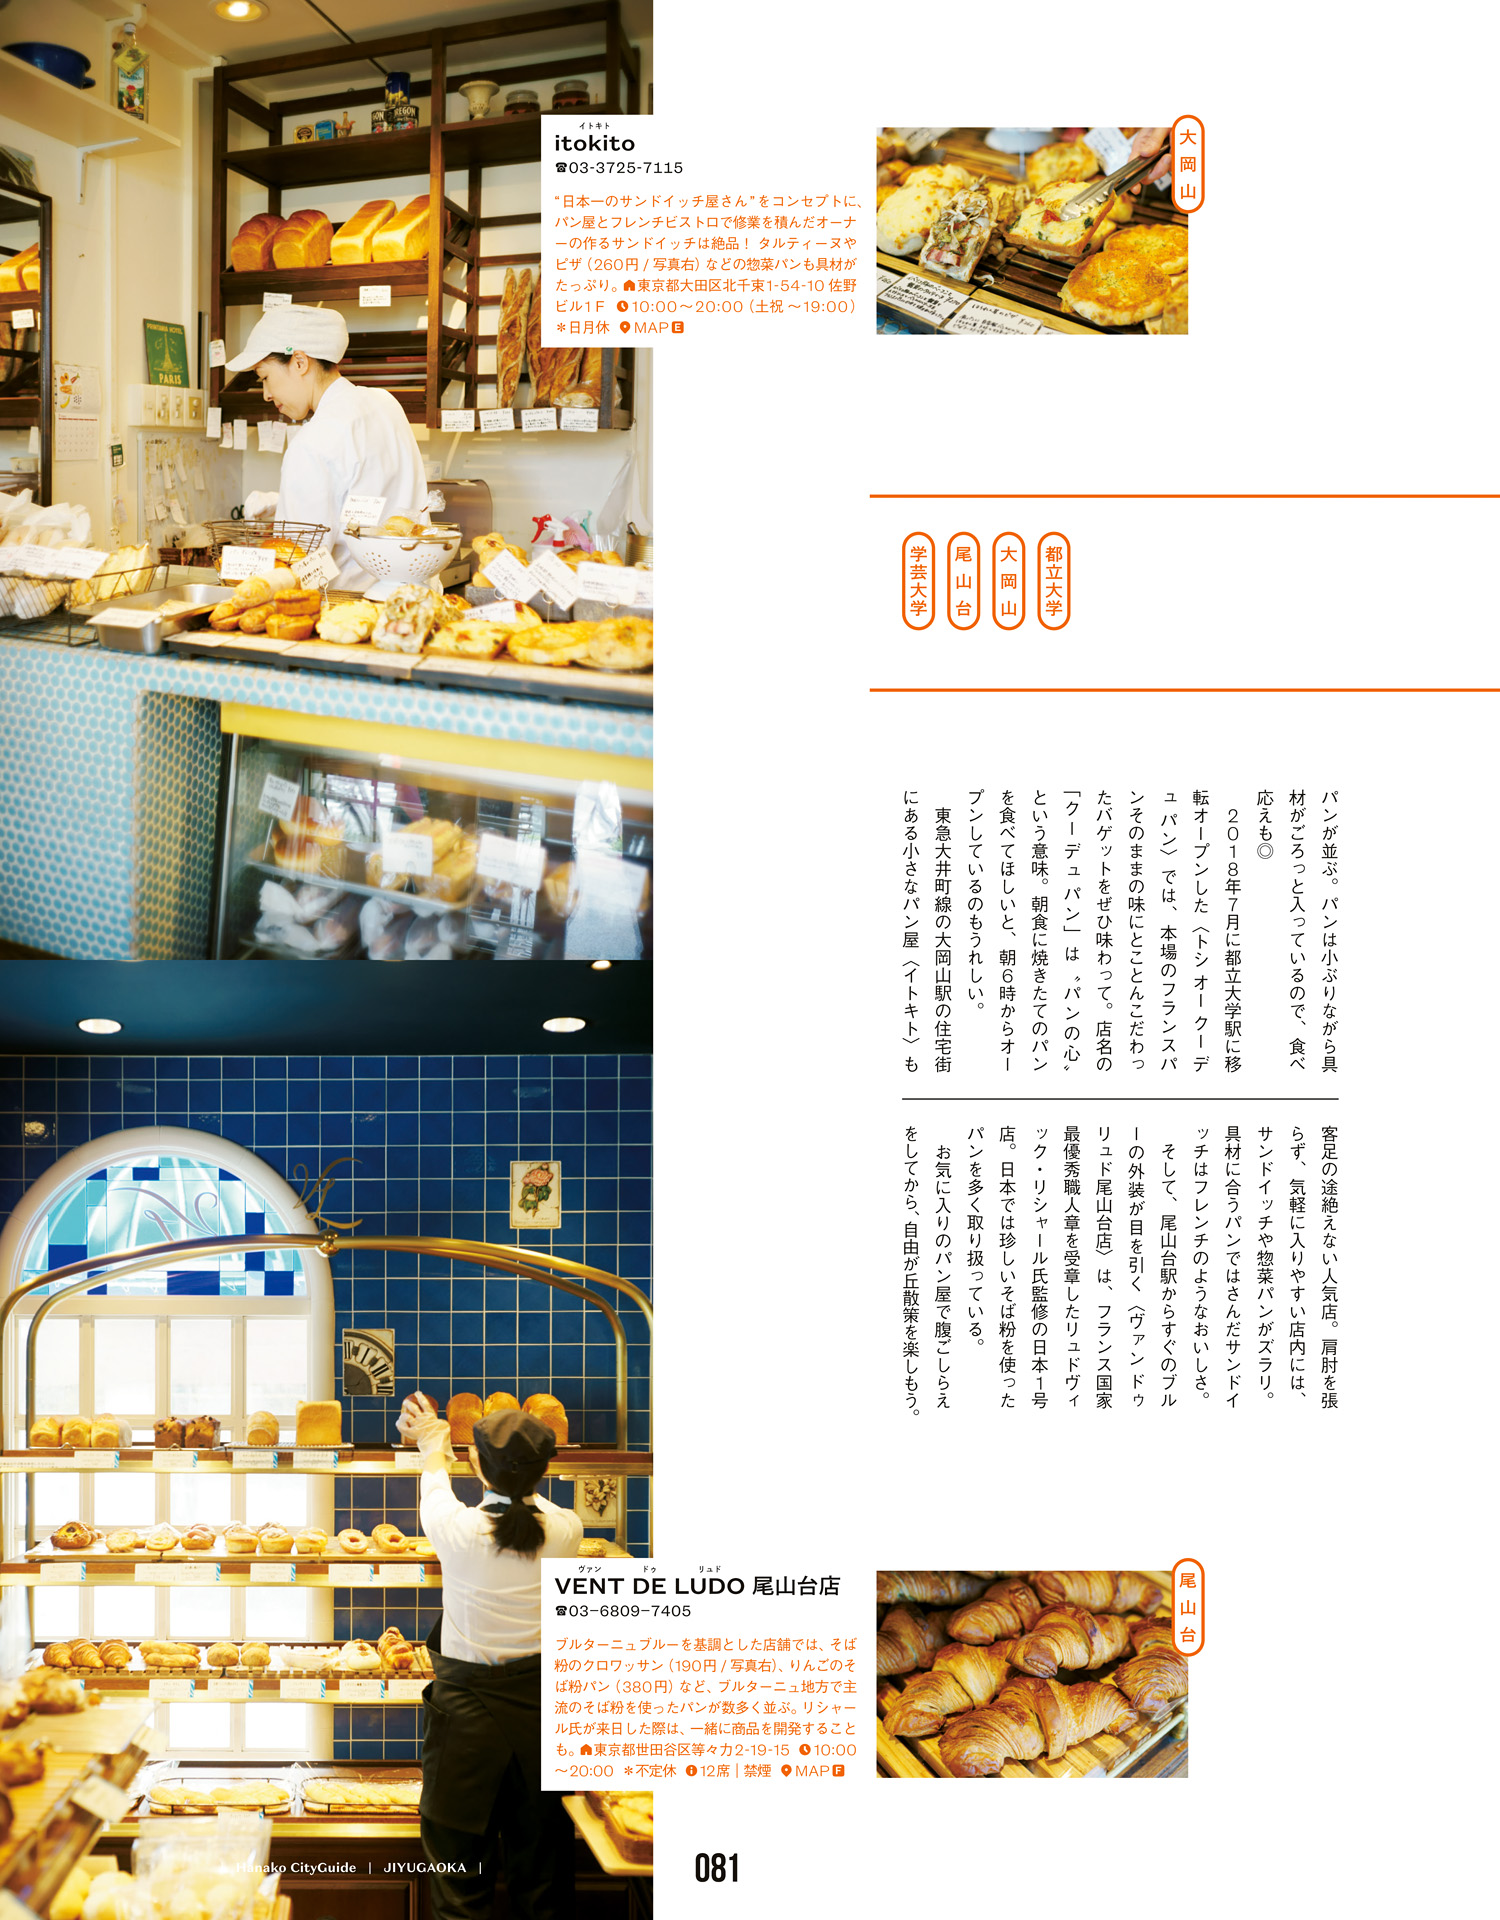 イトキト
itokito
☎03-3725-7115
“日本一のサンドイッチ屋さん”をコンセプトに、
パン屋とフレンチビストロで修業を積んだオーナ
ーの作るサンドイッチは絶品！ タルティーヌや
ピザ（260円 / 写真右）などの惣菜パンも具材が
たっぷり。東京都大田区北千束1-54-10 佐野
ビル1F 10:00～20:00（土祝～19:00）
＊日月休 MAP E
大岡山
学芸大学
尾山台
大岡山
都立大学
パンが並ぶ。パンは小ぶりながら具
材がごろっと入っているので、食べ
応えも◎
２０１８年７月に都立大学駅に移
転オープンした〈トシ オー クー デ
ュ パン〉では、本場のフランスパ
ンそのままの味にとことんこだわっ
たバゲットをぜひ味わって。店名の
「クー デュ パン」は〝パンの心〟
という意味。朝食に焼きたてのパン
を食べてほしいと、朝６時からオー
プンしているのもうれしい。
東急大井町線の大岡山駅の住宅街
にある小さなパン屋〈イトキト〉も
客足の途絶えない人気店。肩肘を張
らず、気軽に入りやすい店内には、
サンドイッチや惣菜パンがズラリ。
具材に合うパンではさんだサンドイ
ッチはフレンチのようなおいしさ。
そして、尾山台駅からすぐのブル
ーの外装が目を引く〈ヴァン ドゥ
リュド尾山台店〉は、フランス国家
最優秀職人章を受章したリュドヴィ
ック・リシャール氏監修の日本１号
店。日本では珍しいそば粉を使った
パンを多く取り扱っている。
お気に入りのパン屋で腹ごしらえ
をしてから、自由が丘散策を楽しもう。
ヴァン ドゥ リュド
VENT DE LUDO 尾山台店
☎03−6809−7405
ブルターニュブルーを基調とした店舗では、そば
粉のクロワッサン（190円 / 写真右）、りんごのそ
ば粉パン（380円）など、ブルターニュ地方で主
流のそば粉を使ったパンが数多く並ぶ。リシャー
ル氏が来日した際は、一緒に商品を開発すること
も。東京都世田谷区等々力2-19-15 10:00
～20:00 ＊不定休 12席｜禁煙 MAP F
尾山台
PARIS
Hanako CityGuide | JIYUGAOKA |
081